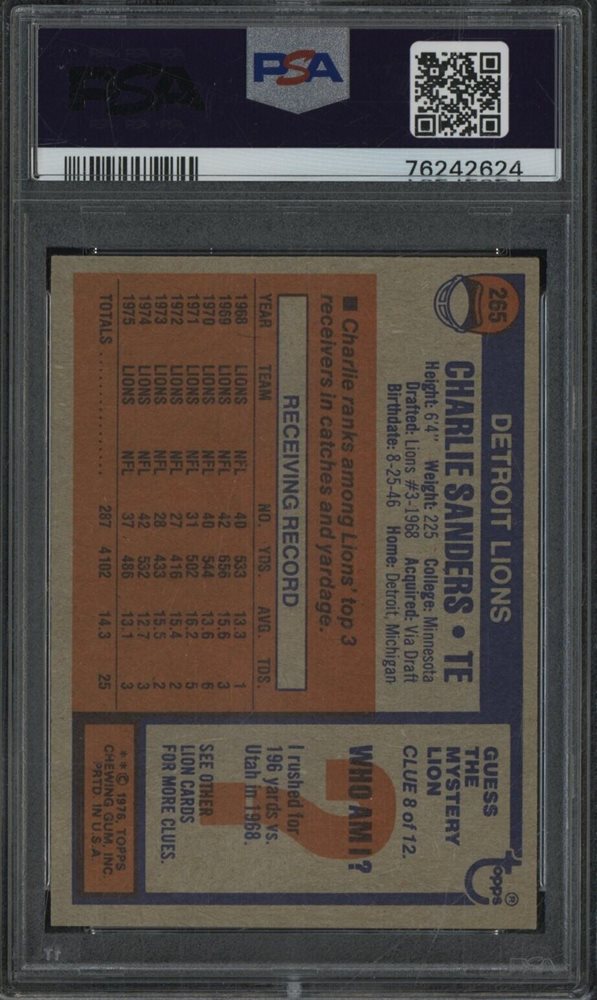 PSA
PSA
76242624
DETROIT LIONS
265
CHARLIE SANDERS • TE
Height: 6'4" Weight: 225 College: Minnesota
Drafted: Lions #3-1968 Acquired: Via Draft
Birthdate: 8-25-46 Home: Detroit, Michigan
■ Charlie ranks among Lions' top 3
receivers in catches and yardage.
RECEIVING RECORD
YEAR TEAM NO. YDS. AVG. TDS.
1968 LIONS NFL 40 533 13.3 1
1969 LIONS NFL 42 656 15.6 3
1970 LIONS NFL 40 544 13.6 6
1971 LIONS NFL 31 502 16.2 5
1972 LIONS NFL 27 416 15.4 2
1973 LIONS NFL 28 433 15.5 2
1974 LIONS NFL 42 532 12.7 3
1975 LIONS NFL 37 486 13.1 3
TOTALS ................. 287 4102 14.3 25
topps®
GUESS
THE
MYSTERY
LION
CLUE 8 of 12.
WHO AM I?
I rushed for
196 yards vs.
Utah in 1968.
SEE OTHER
LION CARDS
FOR MORE CLUES.
**© 1976, TOPPS
CHEWING GUM, INC.
PRTD. IN U.S.A.
PSA